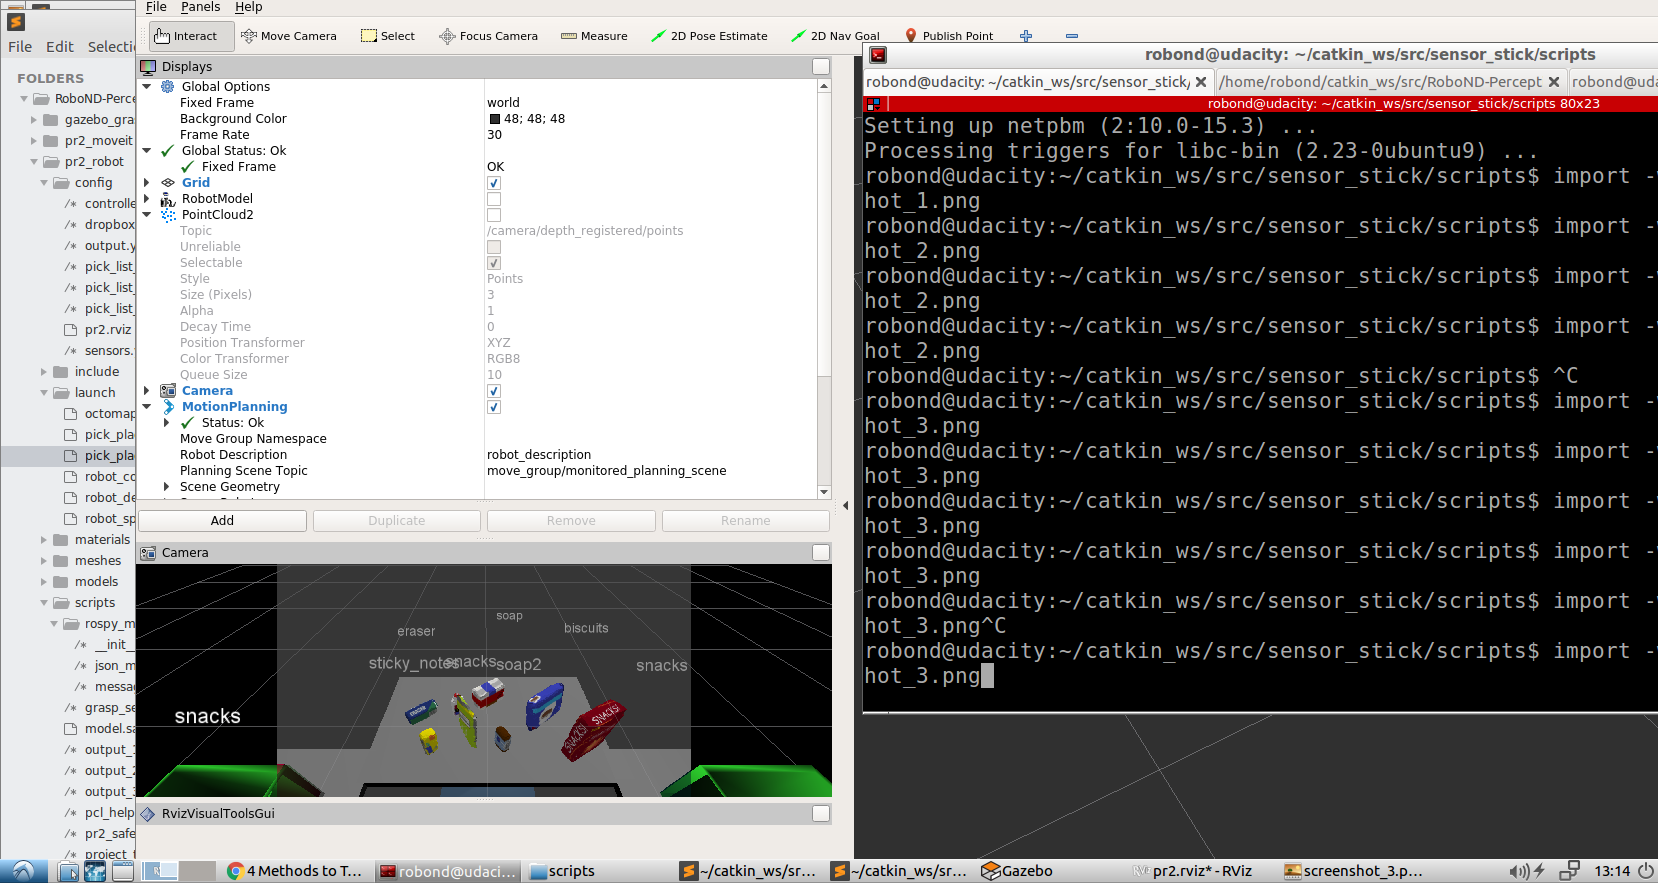 File Edit Selecti
FOLDERS
RoboND-Perce
gazebo_gra
pr2_moveit
pr2_robot
config
controlle
dropbox
output.y
pick_list_
pick_list_
pick_list_
pr2.rviz
sensors.
include
launch
octomap
pick_pla
pick_pla
robot_co
robot_de
robot_sp
materials
meshes
models
scripts
rospy_m
__init__
json_m
messa
grasp_se
model.sa
output_1
output_2
output_3
pcl_help
pr2_safe
project_t
File Panels Help
Interact Move Camera Select Focus Camera Measure 2D Pose Estimate 2D Nav Goal Publish Point
Displays
Global Options
Fixed Frame world
Background Color 48; 48; 48
Frame Rate 30
Global Status: Ok
Fixed Frame OK
Grid
RobotModel
PointCloud2
Topic /camera/depth_registered/points
Unreliable
Selectable
Style Points
Size (Pixels) 3
Alpha 1
Decay Time 0
Position Transformer XYZ
Color Transformer RGB8
Queue Size 10
Camera
MotionPlanning
Status: Ok
Move Group Namespace
Robot Description robot_description
Planning Scene Topic move_group/monitored_planning_scene
Scene Geometry
Add Duplicate Remove Rename
Camera
soap
eraser biscuits
sticky_notes snacks soap2 snacks
snacks
SNACKS!
SNACKS!
RvizVisualToolsGui
robond@udacity: ~/catkin_ws/src/sensor_stick/scripts
robond@udacity: ~/catkin_ws/src/sensor_stick/ /home/robond/catkin_ws/src/RoboND-Percept robond@uda
robond@udacity: ~/catkin_ws/src/sensor_stick/scripts 80x23
Setting up netpbm (2:10.0-15.3) ...
Processing triggers for libc-bin (2.23-0ubuntu9) ...
robond@udacity:~/catkin_ws/src/sensor_stick/scripts$ import -
hot_1.png
robond@udacity:~/catkin_ws/src/sensor_stick/scripts$ import -
hot_2.png
robond@udacity:~/catkin_ws/src/sensor_stick/scripts$ import -
hot_2.png
robond@udacity:~/catkin_ws/src/sensor_stick/scripts$ import -
hot_2.png
robond@udacity:~/catkin_ws/src/sensor_stick/scripts$ ^C
robond@udacity:~/catkin_ws/src/sensor_stick/scripts$ import -
hot_3.png
robond@udacity:~/catkin_ws/src/sensor_stick/scripts$ import -
hot_3.png
robond@udacity:~/catkin_ws/src/sensor_stick/scripts$ import -
hot_3.png
robond@udacity:~/catkin_ws/src/sensor_stick/scripts$ import -
hot_3.png
robond@udacity:~/catkin_ws/src/sensor_stick/scripts$ import -
hot_3.png^C
robond@udacity:~/catkin_ws/src/sensor_stick/scripts$ import -
hot_3.png
4 Methods to T... robond@udaci... scripts ~/catkin_ws/sr... ~/catkin_ws/sr... Gazebo pr2.rviz* - RViz screenshot_3.p... 13:14